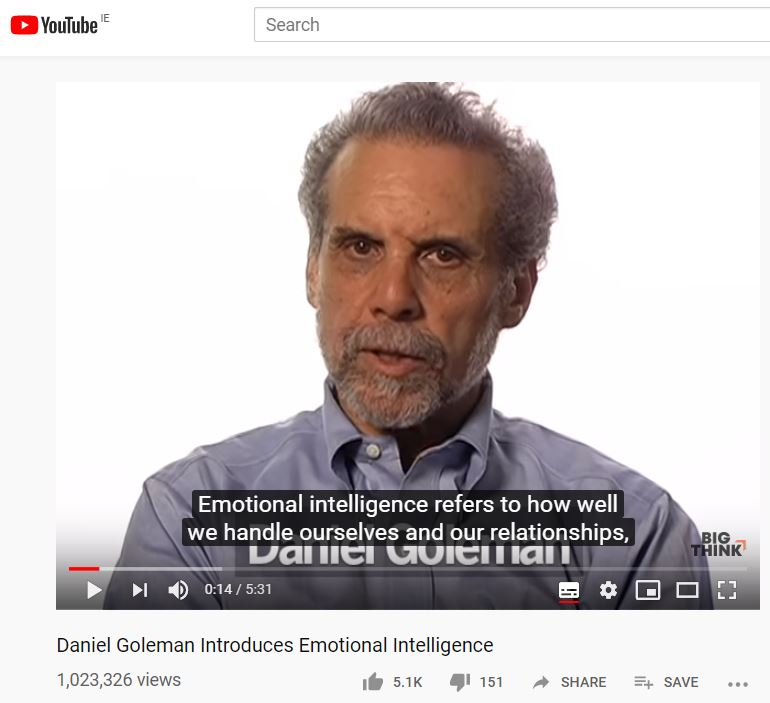 YouTube IE
Search
Emotional intelligence refers to how well
we handle ourselves and our relationships,
Daniel Goleman
BIG
THINK
0:14 / 5:31
Daniel Goleman Introduces Emotional Intelligence
1,023,326 views
5.1K
151
SHARE
SAVE